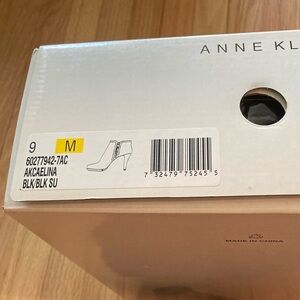 ANNE KL
9 M
60277942-7AC
AKCAELINA
BLK/BLK SU
7 32479 75245 5
MADE IN CHINA